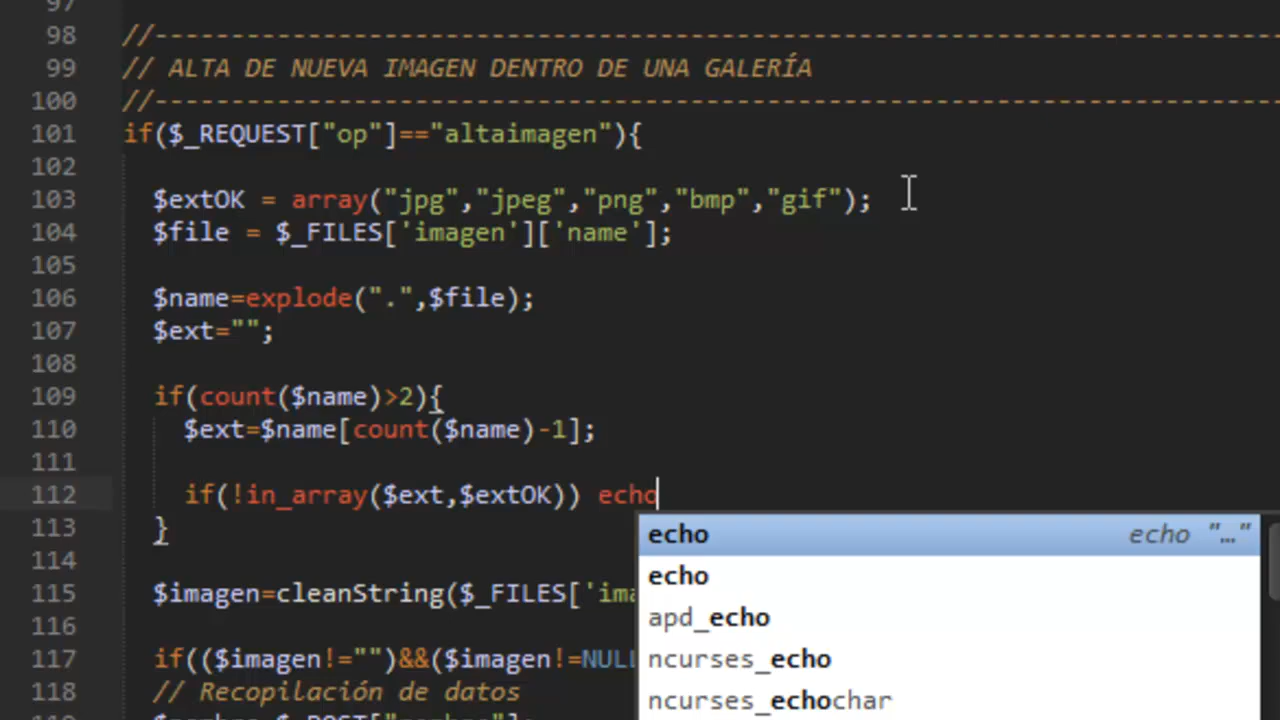 97
98 //--------------------------------------------------------------------------
99 // ALTA DE NUEVA IMAGEN DENTRO DE UNA GALERÍA
100 //--------------------------------------------------------------------------
101 if($_REQUEST["op"]=="altaimagen"){
102
103 $extOK = array("jpg","jpeg","png","bmp","gif");
104 $file = $_FILES['imagen']['name'];
105
106 $name=explode(".",$file);
107 $ext="";
108
109 if(count($name)>2){
110 $ext=$name[count($name)-1];
111
112 if(!in_array($ext,$extOK)) echo
113 }
echo echo "…"
114
echo
115 $imagen=cleanString($_FILES['ima
apd_echo
116
117 if(($imagen!="")&&($imagen!=NULL
ncurses_echo
118 // Recopilación de datos
ncurses_echochar